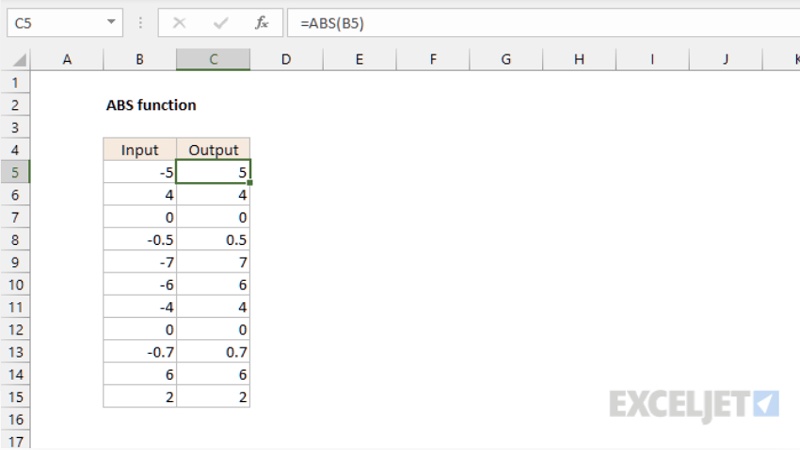 C5 fx =ABS(B5)
A B C D E F G H I J K
1
2 ABS function
3
4 Input Output
5 -5 5
6 4 4
7 0 0
8 -0.5 0.5
9 -7 7
10 -6 6
11 -4 4
12 0 0
13 -0.7 0.7
14 6 6
15 2 2
16
17
EXCELJET